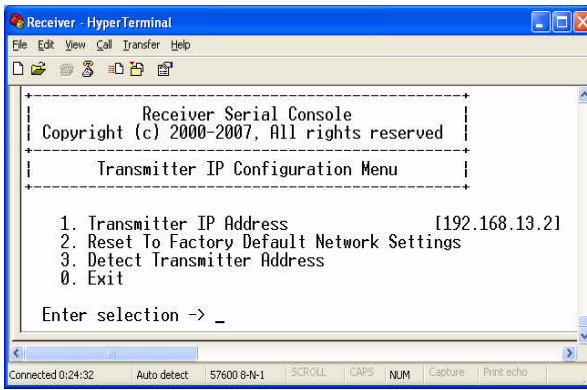 Receiver - HyperTerminal
File Edit View Call Transfer Help
Receiver Serial Console
Copyright (c) 2000-2007, All rights reserved
Transmitter IP Configuration Menu
1. Transmitter IP Address [192.168.13.2]
2. Reset To Factory Default Network Settings
3. Detect Transmitter Address
0. Exit
Enter selection -> _
Connected 0:24:32 Auto detect 57600 8-N-1 SCROLL CAPS NUM Capture Print echo